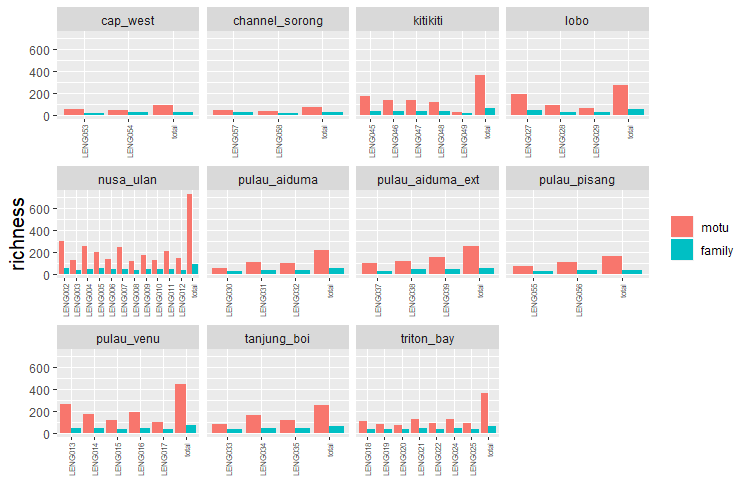 cap_west channel_sorong kitikiti lobo
600
400
200
0
LENG053 LENG054 total LENG057 LENG059 total LENG045 LENG046 LENG047 LENG048 LENG049 total LENG027 LENG028 LENG029 total
nusa_ulan pulau_aiduma pulau_aiduma_ext pulau_pisang
richness
600
400
200
0
motu
family
LENG002 LENG003 LENG004 LENG005 LENG006 LENG007 LENG008 LENG009 LENG010 LENG011 LENG012 total LENG030 LENG031 LENG032 total LENG037 LENG038 LENG039 total LENG055 LENG056 total
pulau_venu tanjung_boi triton_bay
600
400
200
0
LENG013 LENG014 LENG015 LENG016 LENG017 total LENG033 LENG034 LENG035 total LENG018 LENG019 LENG020 LENG021 LENG022 LENG024 LENG025 total